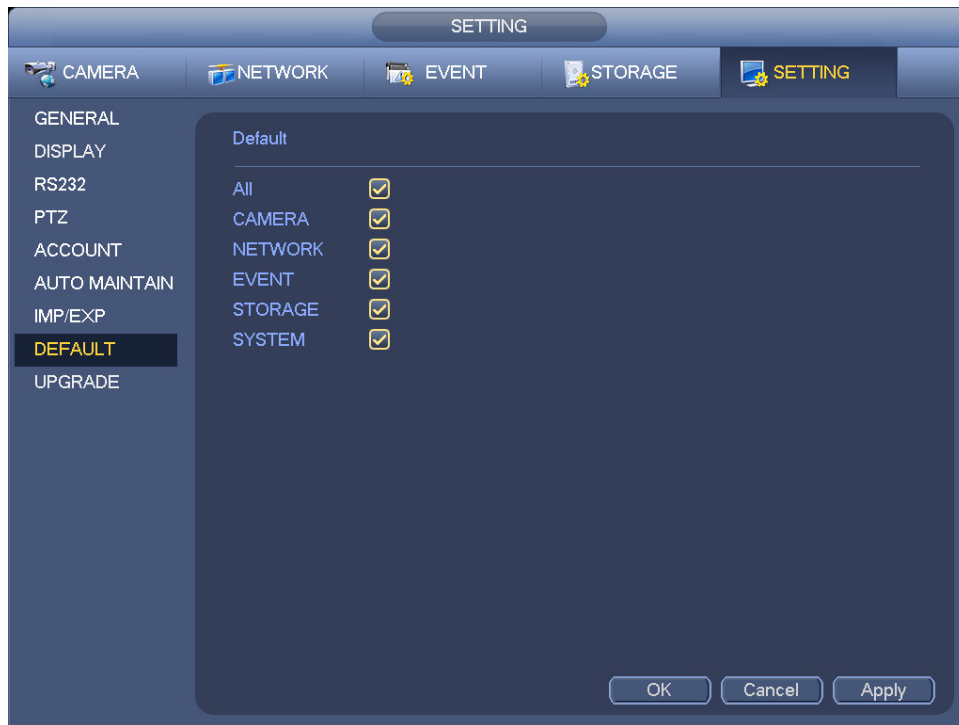 SETTING
CAMERA NETWORK EVENT STORAGE SETTING
GENERAL
DISPLAY
RS232
PTZ
ACCOUNT
AUTO MAINTAIN
IMP/EXP
DEFAULT
UPGRADE
Default
All
CAMERA
NETWORK
EVENT
STORAGE
SYSTEM
OK Cancel Apply